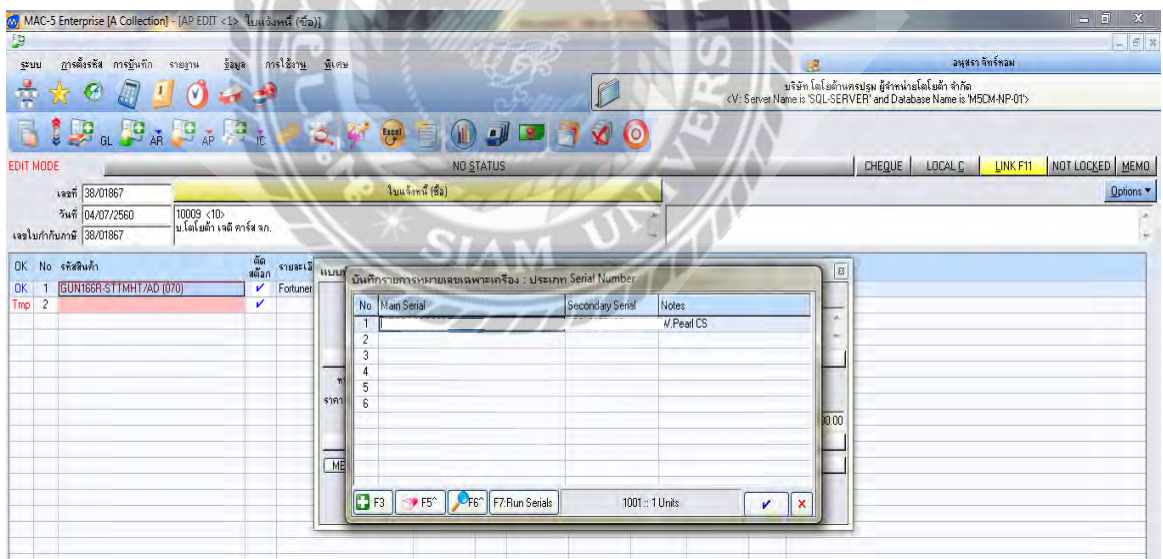 MAC-5 Enterprise [A Collection] - [AP EDIT <1> ใบแจ้งหนี้ (ซื้อ)]
ระบบ การตั้งรหัส การบันทึก รายงาน ข้อมูล การใช้งาน พิเศษ
อนุสรา จัทร์หอม
บริษัท โตโยต้านครปฐม ผู้จำหน่ายโตโยต้า จำกัด
<V: Server Name is 'SQL-SERVER' and Database Name is 'M5CM-NP-01'>
GL AR AP IC Excel
EDIT MODE NO STATUS CHEQUE LOCAL C LINK F11 NOT LOCKED MEMO
เลขที่ 38/01867 ใบแจ้งหนี้ (ซื้อ) Options
วันที่ 04/07/2560 10009 <10>
บ.โตโยต้า เจดี คาร์ส จก.
เลขใบกำกับภาษี 38/01867
SIAM UNIVERSITY
OK No รหัสสินค้า ตัดสต๊อก
OK 1 GUN166R-STTMHT/AD (070) Fortuner
Tmp 2
บันทึกรายการหมายเลขเฉพาะเครื่อง : ประเภท Serial Number
No Main Serial Secondary Serial Notes
1 W.Pearl CS
2
3
4
5
6
00.00
ME
F3 F5^ F6^ F7:Run Serials 1001 :: 1 Units